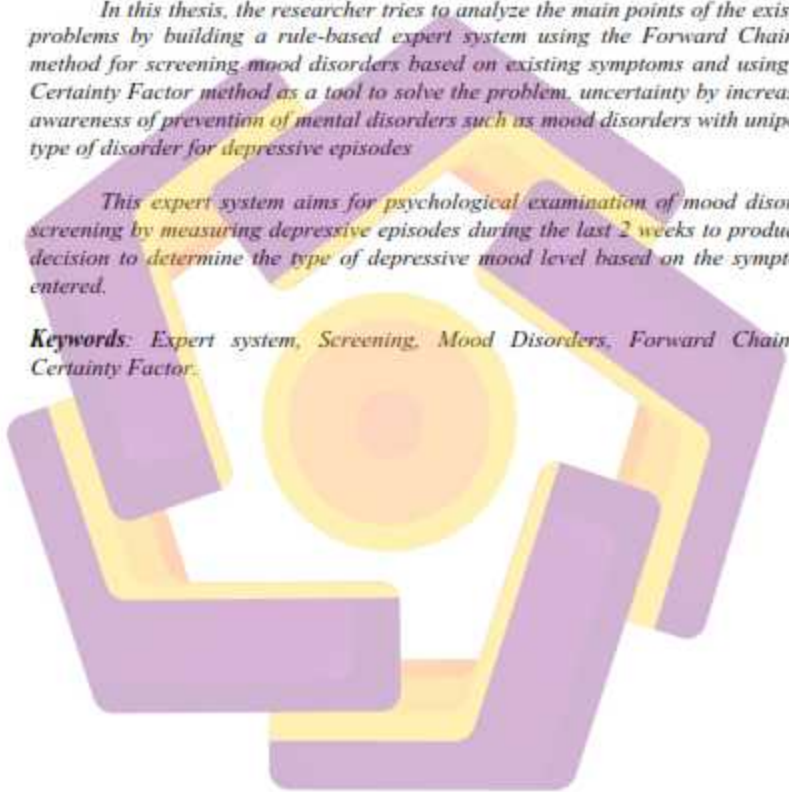 In this thesis, the researcher tries to analyze the main points of the exis
problems by building a rule-based expert system using the Forward Chain
method for screening mood disorders based on existing symptoms and using
Certainty Factor method as a tool to solve the problem, uncertainty by increas
awareness of prevention of mental disorders such as mood disorders with unip
type of disorder for depressive episodes
This expert system aims for psychological examination of mood disor
screening by measuring depressive episodes during the last 2 weeks to produ
decision to determine the type of depressive mood level based on the sympt
entered.
Keywords: Expert system, Screening, Mood Disorders, Forward Chain
Certainty Factor.